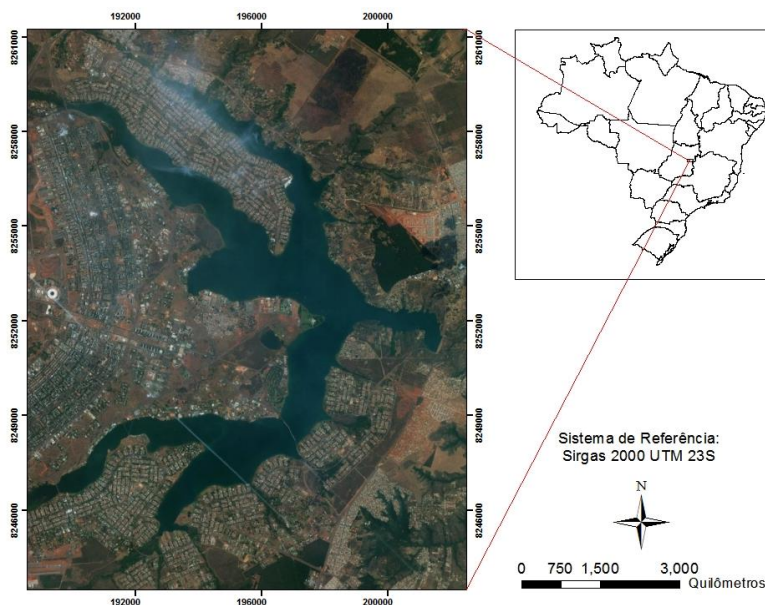 192000 196000 200000
8261000 8261000
8258000 8258000
8255000 8255000
8252000 8252000
8249000 8249000
8246000 8246000
192000 196000 200000
Sistema de Referência:
Sirgas 2000 UTM 23S
N
0 750 1,500 3,000
Quilômetros